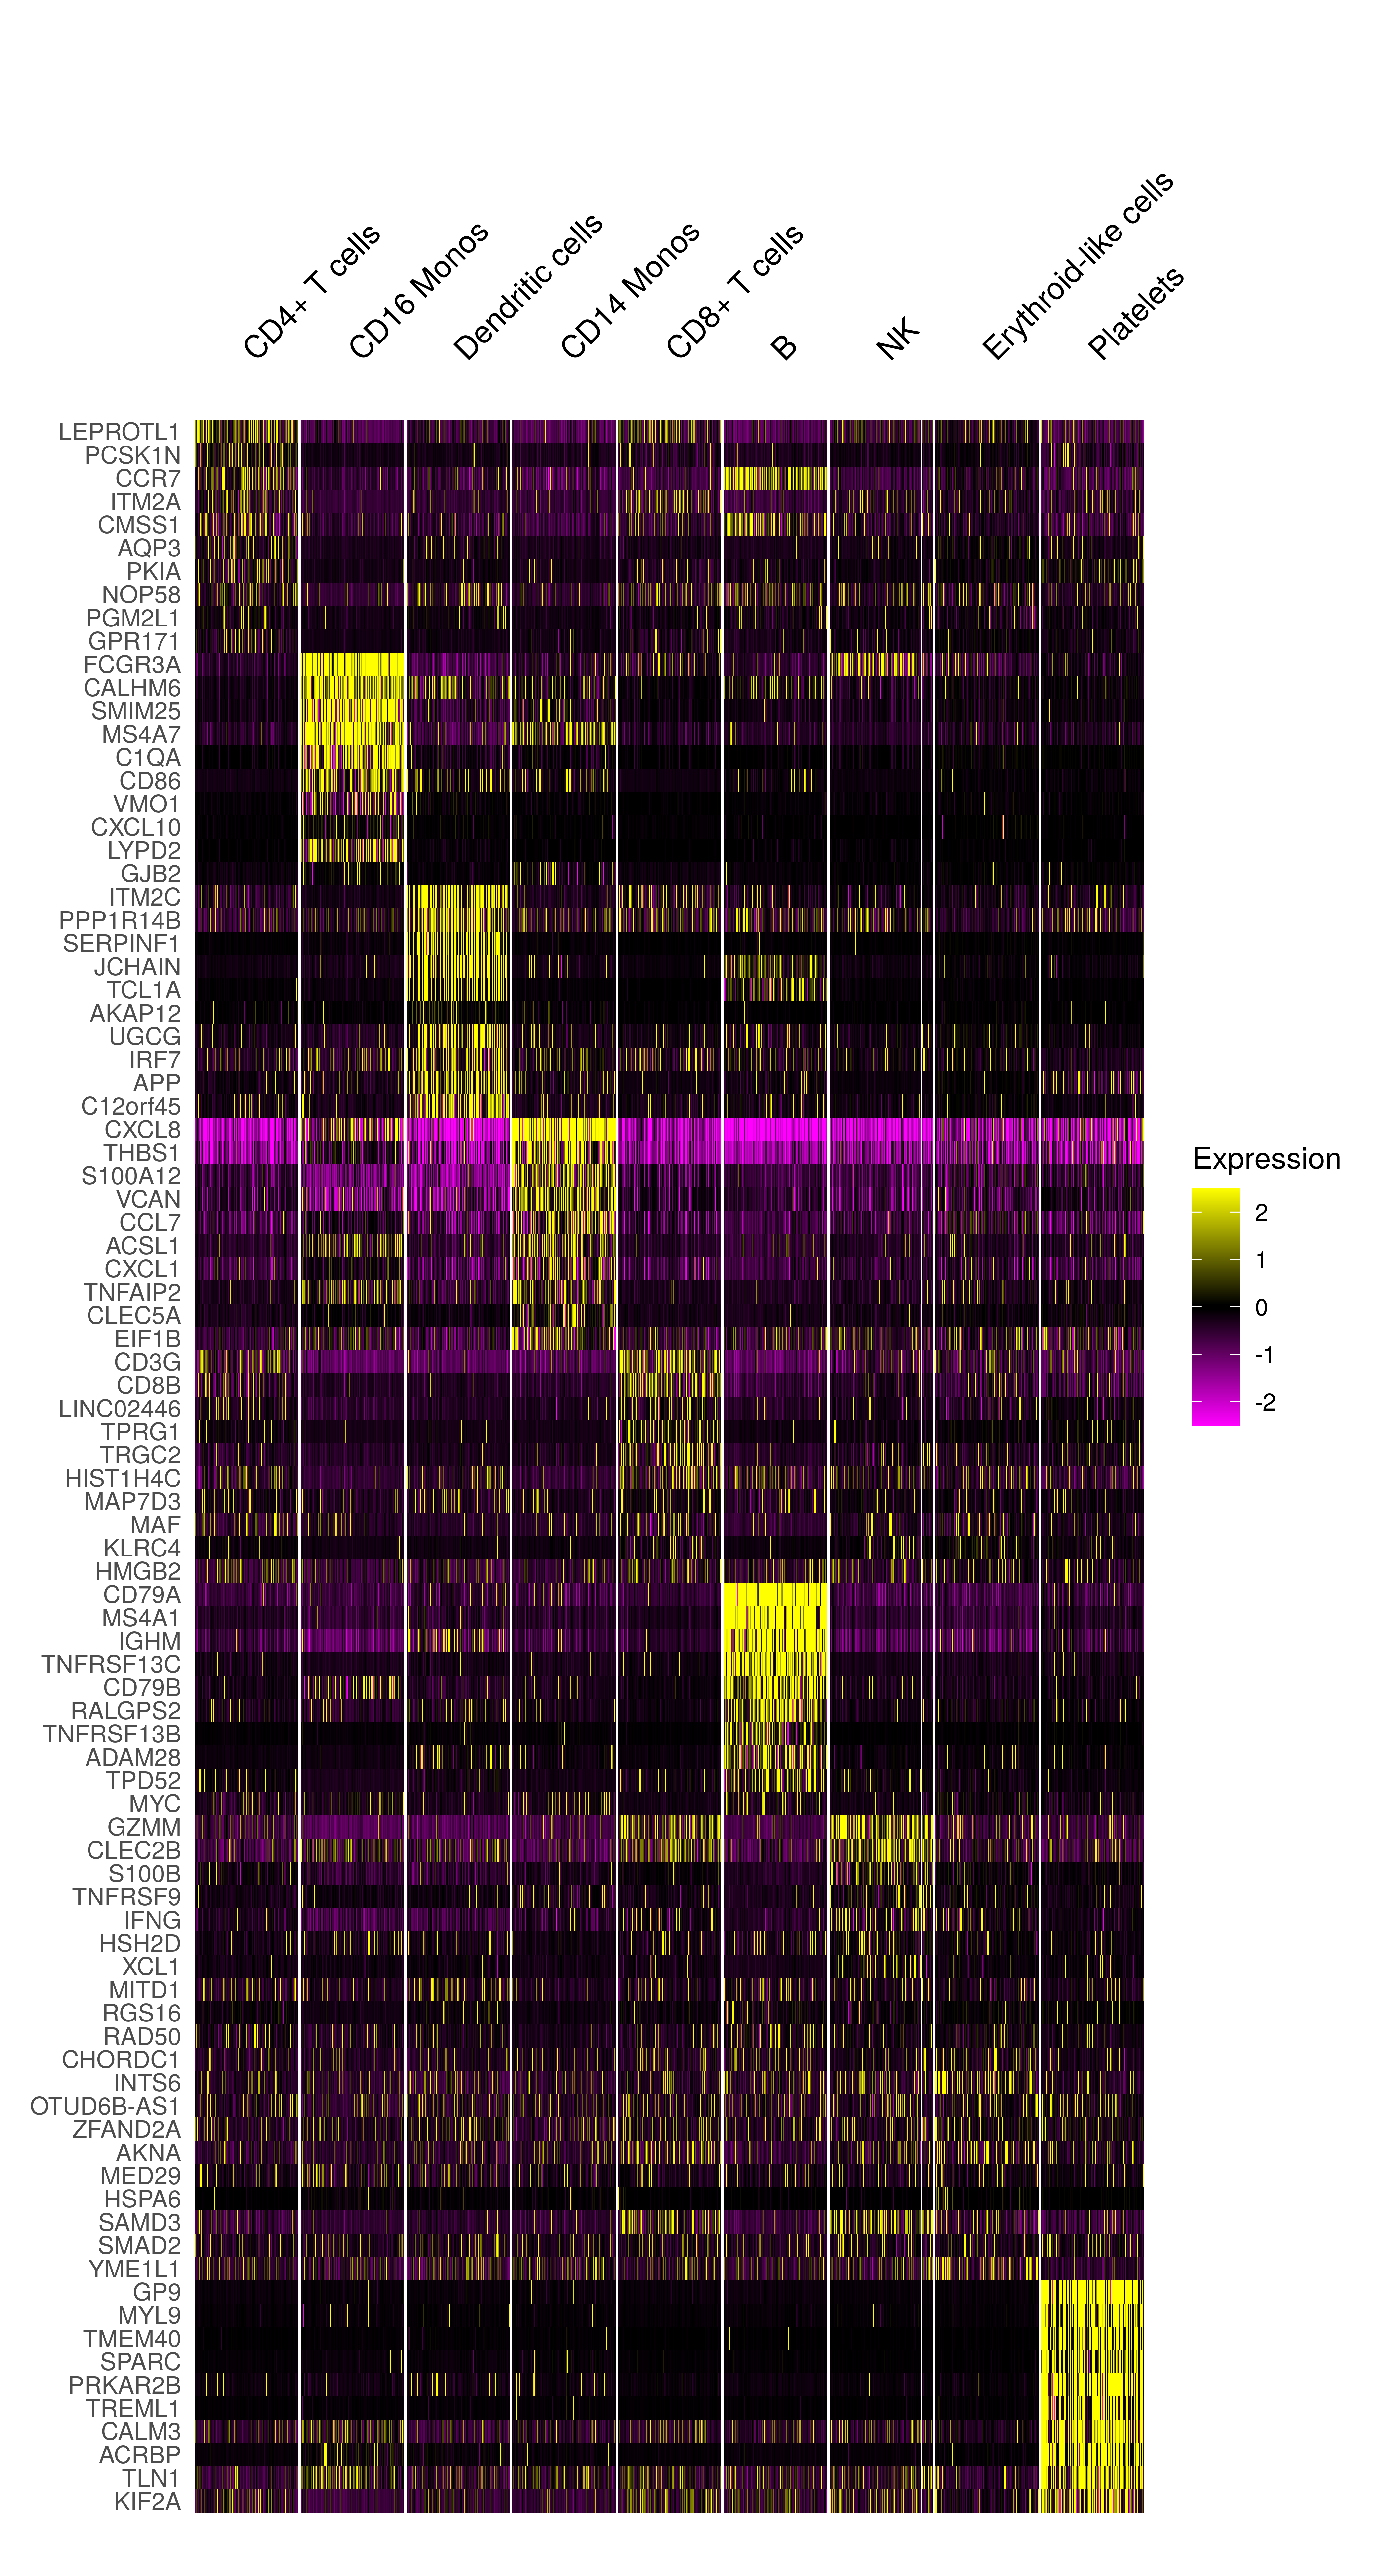 CD4+ T cells
CD16 Monos
Dendritic cells
CD14 Monos
CD8+ T cells
B
NK
Erythroid-like cells
Platelets
LEPROTL1
PCSK1N
CCR7
ITM2A
CMSS1
AQP3
PKIA
NOP58
PGM2L1
GPR171
FCGR3A
CALHM6
SMIM25
MS4A7
C1QA
CD86
VMO1
CXCL10
LYPD2
GJB2
ITM2C
PPP1R14B
SERPINF1
JCHAIN
TCL1A
AKAP12
UGCG
IRF7
APP
C12orf45
CXCL8
THBS1
S100A12
VCAN
CCL7
ACSL1
CXCL1
TNFAIP2
CLEC5A
EIF1B
CD3G
CD8B
LINC02446
TPRG1
TRGC2
HIST1H4C
MAP7D3
MAF
KLRC4
HMGB2
CD79A
MS4A1
IGHM
TNFRSF13C
CD79B
RALGPS2
TNFRSF13B
ADAM28
TPD52
MYC
GZMM
CLEC2B
S100B
TNFRSF9
IFNG
HSH2D
XCL1
MITD1
RGS16
RAD50
CHORDC1
INTS6
OTUD6B-AS1
ZFAND2A
AKNA
MED29
HSPA6
SAMD3
SMAD2
YME1L1
GP9
MYL9
TMEM40
SPARC
PRKAR2B
TREML1
CALM3
ACRBP
TLN1
KIF2A
Expression
2
1
0
-1
-2